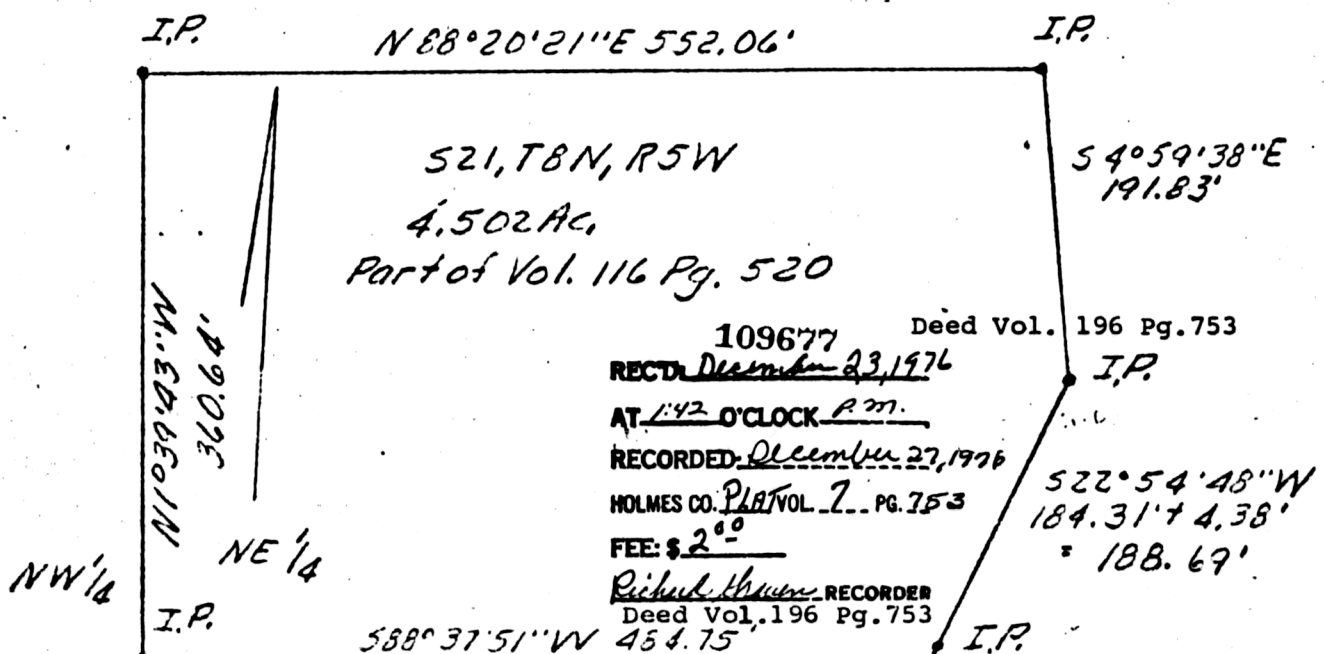 I.P.
N 88°20'21"E 552.06'
I.P.
S21, T8N, R5W
4.502 Ac.
Part of Vol. 116 Pg. 520
S 4°59'38"E
191.83'
N1°39'43"W
360.64'
109677
Deed Vol. 196 Pg.753
REC'D. December 23, 1976
I.P.
AT 1:42 O'CLOCK P.M.
RECORDED December 27, 1976
HOLMES CO. PLAT VOL. 7 PG. 753
S22°54'48"W
184.31'+ 4.38'
= 188.69'
FEE: $ 2.00
NE 1/4
NW 1/4
Richard RECORDER
Deed Vol.196 Pg.753
I.P.
S88°37'51"W 454.75'
I.P.